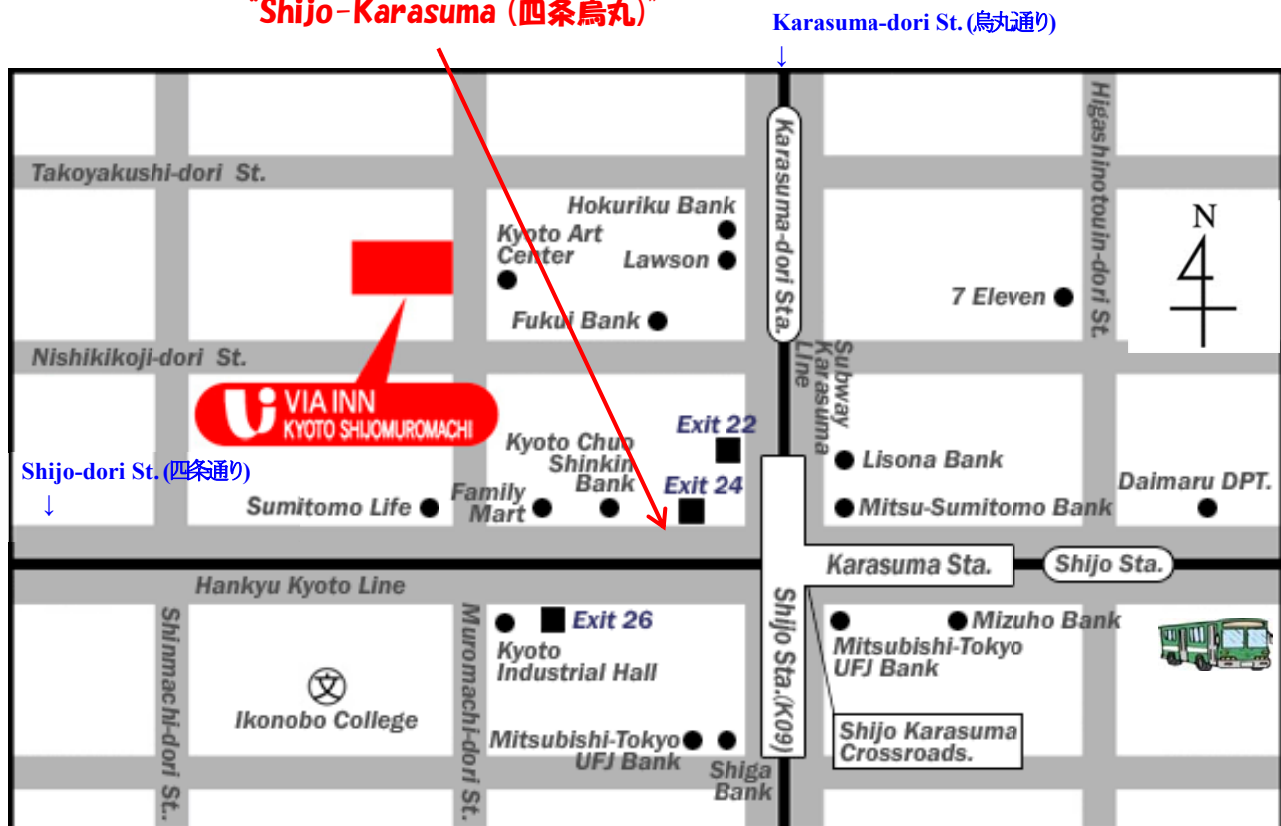 "Shijo-Karasuma (四条烏丸)"
Karasuma-dori St. (烏丸通り)
↓
Takoyakushi-dori St.
Karasuma-dori Sta.
Higashinotouin-dori St.
N
Hokuriku Bank
Kyoto Art
Center
Lawson
7 Eleven
Fukui Bank
Nishikikoji-dori St.
Subway
Karasuma
Line
VIA INN
KYOTO SHIJOMUROMACHI
Exit 22
Kyoto Chuo
Shinkin
Bank
Lisona Bank
Shijo-dori St. (四条通り)
↓
Exit 24
Daimaru DPT.
Sumitomo Life
Family
Mart
Mitsu-Sumitomo Bank
Karasuma Sta.
Shijo Sta.
Hankyu Kyoto Line
Shinmachi-dori St..
Muromachi-dori St.
Shijo Sta.(K09)
Exit 26
Kyoto
Industrial Hall
Mizuho Bank
Mitsubishi-Tokyo
UFJ Bank
文
Ikonobo College
Shijo Karasuma
Crossroads.
Mitsubishi-Tokyo
UFJ Bank
Shiga
Bank